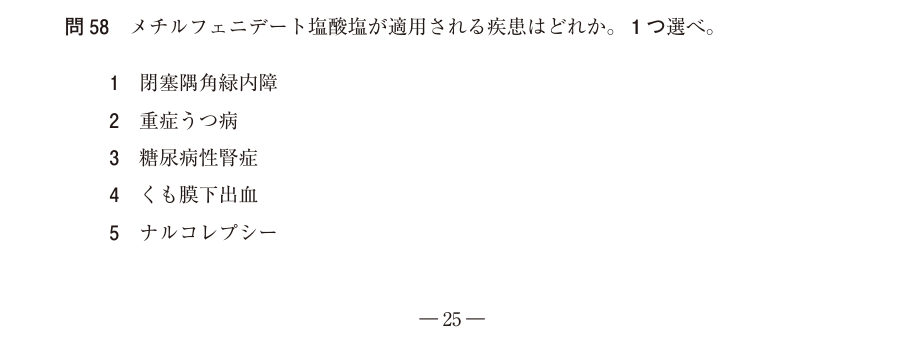 問 58　メチルフェニデート塩酸塩が適用される疾患はどれか。1つ選べ。
1　閉塞隅角緑内障
2　重症うつ病
3　糖尿病性腎症
4　くも膜下出血
5　ナルコレプシー
― 25 ―